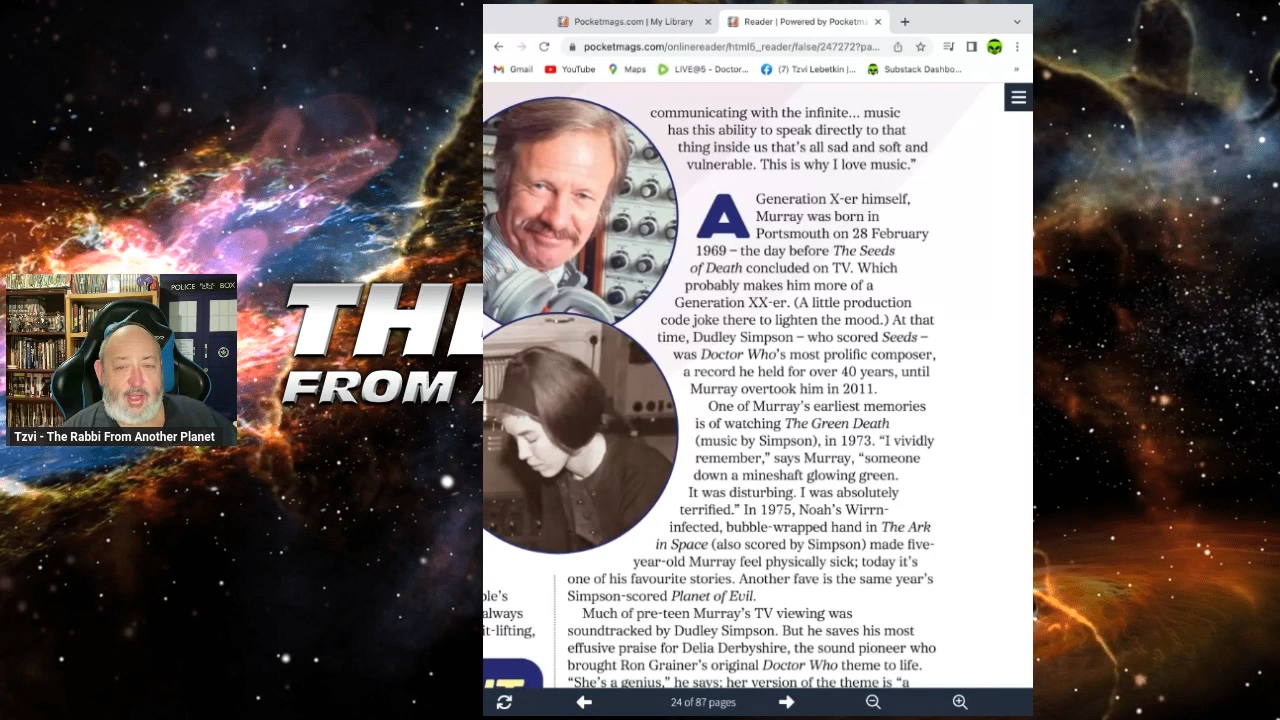 Pocketmags.com | My Library
Reader | Powered by Pocketma
pocketmags.com/onlinereader/html5_reader/false/247272?pa...
Gmail
YouTube
Maps
LIVE@5 - Doctor...
(7) Tzvi Lebetkin |...
Substack Dashbo...
»
communicating with the infinite... music
has this ability to speak directly to that
thing inside us that's all sad and soft and
vulnerable. This is why I love music."
A Generation X-er himself,
Murray was born in
Portsmouth on 28 February
1969 – the day before The Seeds
of Death concluded on TV. Which
probably makes him more of a
Generation XX-er. (A little production
code joke there to lighten the mood.) At that
time, Dudley Simpson – who scored Seeds –
was Doctor Who's most prolific composer,
a record he held for over 40 years, until
Murray overtook him in 2011.
One of Murray's earliest memories
is of watching The Green Death
(music by Simpson), in 1973. "I vividly
remember," says Murray, "someone
down a mineshaft glowing green.
It was disturbing. I was absolutely
terrified." In 1975, Noah's Wirrn-
infected, bubble-wrapped hand in The Ark
in Space (also scored by Simpson) made five-
year-old Murray feel physically sick; today it's
one of his favourite stories. Another fave is the same year's
Simpson-scored Planet of Evil.
Much of pre-teen Murray's TV viewing was
soundtracked by Dudley Simpson. But he saves his most
effusive praise for Delia Derbyshire, the sound pioneer who
brought Ron Grainer's original Doctor Who theme to life.
"She's a genius," he says; her version of the theme is "a
ple's
always
it-lifting,
24 of 87 pages
POLICE BOX
Tzvi - The Rabbi From Another Planet
TH
FROM A